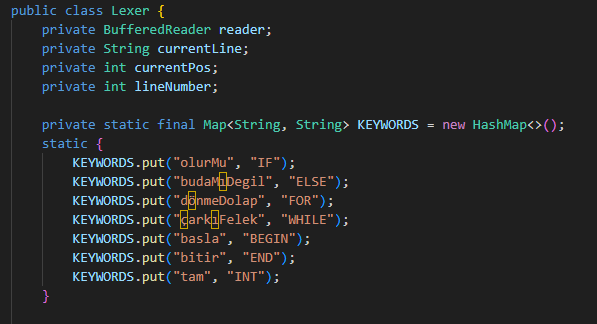 public class Lexer {
private BufferedReader reader;
private String currentLine;
private int currentPos;
private int lineNumber;
private static final Map<String, String> KEYWORDS = new HashMap<>();
static {
KEYWORDS.put("olurMu", "IF");
KEYWORDS.put("budaMıDegil", "ELSE");
KEYWORDS.put("dönmeDolap", "FOR");
KEYWORDS.put("çarkıFelek", "WHILE");
KEYWORDS.put("basla", "BEGIN");
KEYWORDS.put("bitir", "END");
KEYWORDS.put("tam", "INT");
}